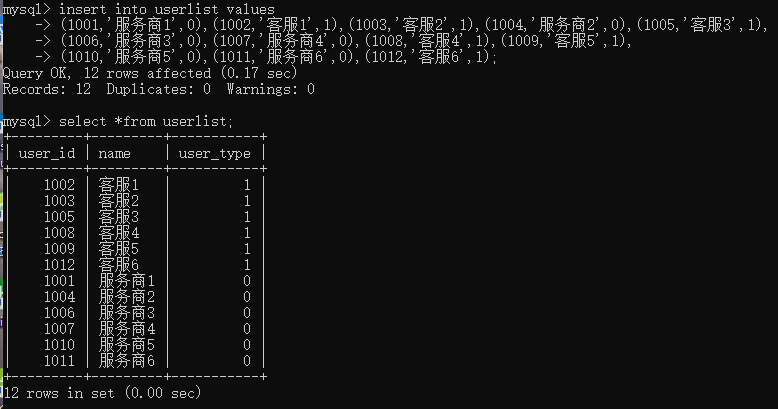 mysql> insert into userlist values
    -> (1001,'服务商1',0),(1002,'客服1',1),(1003,'客服2',1),(1004,'服务商2',0),(1005,'客服3',1),
    -> (1006,'服务商3',0),(1007,'服务商4',0),(1008,'客服4',1),(1009,'客服5',1),
    -> (1010,'服务商5',0),(1011,'服务商6',0),(1012,'客服6',1);
Query OK, 12 rows affected (0.17 sec)
Records: 12  Duplicates: 0  Warnings: 0
mysql> select *from userlist;
+---------+---------+-----------+
| user_id | name    | user_type |
+---------+---------+-----------+
|    1002 | 客服1   |         1 |
|    1003 | 客服2   |         1 |
|    1005 | 客服3   |         1 |
|    1008 | 客服4   |         1 |
|    1009 | 客服5   |         1 |
|    1012 | 客服6   |         1 |
|    1001 | 服务商1 |         0 |
|    1004 | 服务商2 |         0 |
|    1006 | 服务商3 |         0 |
|    1007 | 服务商4 |         0 |
|    1010 | 服务商5 |         0 |
|    1011 | 服务商6 |         0 |
+---------+---------+-----------+
12 rows in set (0.00 sec)